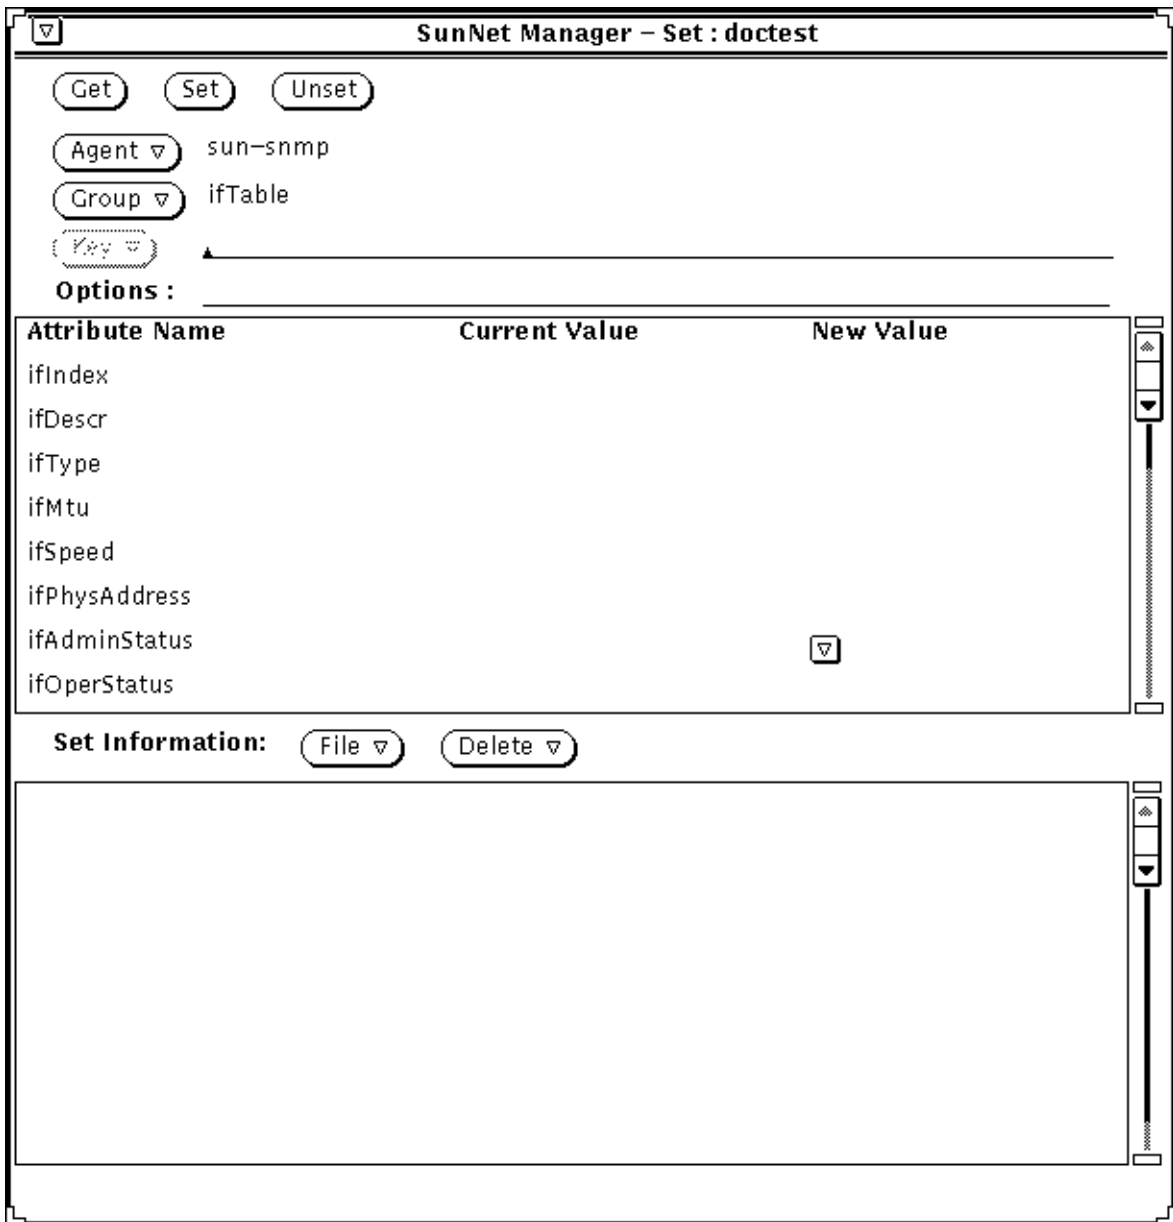 SunNet Manager – Set : doctest
Get Set Unset
Agent sun–snmp
Group ifTable
Key
Options :
Attribute Name Current Value New Value
ifIndex
ifDescr
ifType
ifMtu
ifSpeed
ifPhysAddress
ifAdminStatus
ifOperStatus
Set Information: File Delete